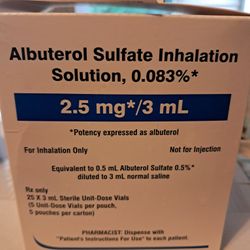 Albuterol Sulfate Inhalation
Solution, 0.083%*
2.5 mg*/3 mL
*Potency expressed as albuterol
For Inhalation Only Not for Injection
Equivalent to 0.5 mL Albuterol Sulfate 0.5%*
diluted to 3 mL normal saline
Rx only
25 X 3 mL Sterile Unit-Dose Vials
(5 Unit-Dose Vials per pouch,
5 pouches per carton)
PHARMACIST: Dispense with
"Patient's Instructions For Use" to each patient.